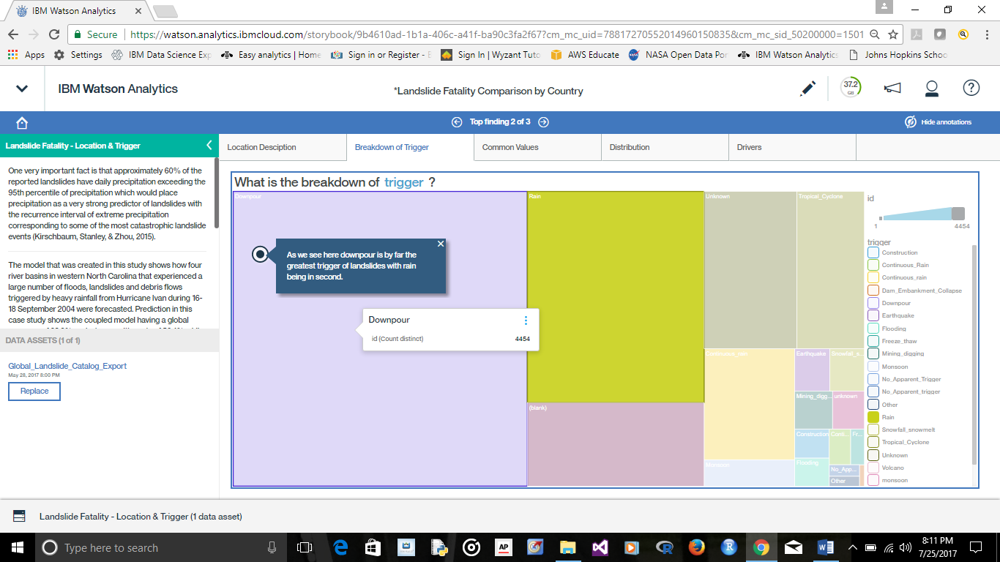 IBM Watson Analytics
Secure
https://watson.analytics.ibmcloud.com/storybook/9b4610ad-1b1a-406c-a41f-ba90c3fa2f67?cm_mc_uid=78817270552014960150835&cm_mc_sid_50200000=1501
Apps
Settings
IBM Data Science Exp
Easy analytics | Home
Sign in or Register - E
Sign In | Wyzant Tuto
AWS Educate
NASA Open Data Por
IBM Watson Analytic
Johns Hopkins Schoo
IBM Watson Analytics
*Landslide Fatality Comparison by Country
37.2
GB
Top finding 2 of 3
Hide annotations
Landslide Fatality - Location & Trigger
Location Desciption
Breakdown of Trigger
Common Values
Distribution
Drivers
One very important fact is that approximately 60% of the
reported landslides have daily precipitation exceeding the
95th percentile of precipitation which would place
precipitation as a very strong predictor of landslides with
the recurrence interval of extreme precipitation
corresponding to some of the most catastrophic landslide
events (Kirschbaum, Stanley, & Zhou, 2015).
The model that was created in this study shows how four
river basins in western North Carolina that experienced a
large number of floods, landslides and debris flows
triggered by heavy rainfall from Hurricane Ivan during 16-
18 September 2004 were forecasted. Prediction in this
case study shows the coupled model having a global
DATA ASSETS (1 of 1)
Global_Landslide_Catalog_Export
May 28, 2017 8:00 PM
Replace
What is the breakdown of trigger ?
Downpour
Rain
Unknown
Tropical_Cyclone
As we see here downpour is by far the
greatest trigger of landslides with rain
being in second.
Downpour
id (Count distinct)
4454
(blank)
Continuous_rain
Monsoon
Earthquake
Snowfall_s...
Mining_digg...
unknown
Construction
Conti...
Fr...
Flooding
No_App...
Other
id
1
4454
trigger
Construction
Continuous_Rain
Continuous_rain
Dam_Embankment_Collapse
Downpour
Earthquake
Flooding
Freeze_thaw
Mining_digging
Monsoon
No_Apparent_Trigger
No_Apparent_trigger
Other
Rain
Snowfall_snowmelt
Tropical_Cyclone
Unknown
Volcano
monsoon
Landslide Fatality - Location & Trigger (1 data asset)
Type here to search
AP
8:11 PM
7/25/2017